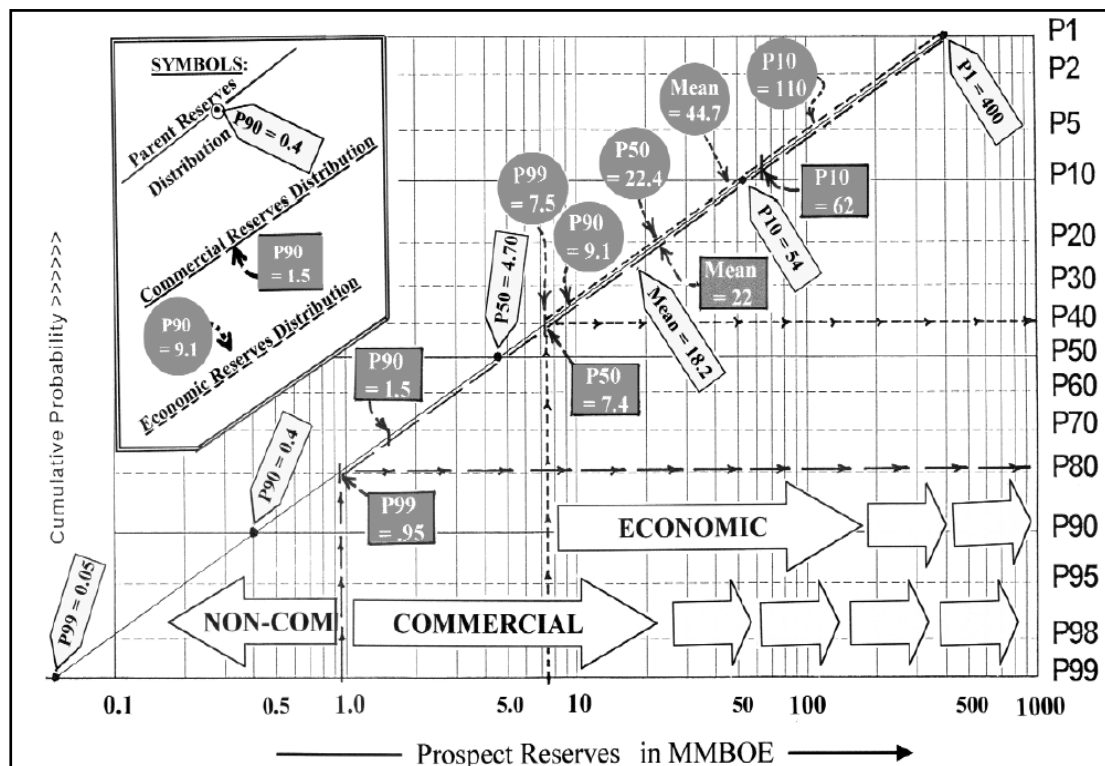 SYMBOLS:
Parent Reserves
Distribution
P90 = 0.4
Commercial Reserves Distribution
P90
= 1.5
P90
= 9.1
Economic Reserves Distribution
Cumulative Probability >>>>>>
P99 = 0.05
P90 = 0.4
P99
= .95
P90
= 1.5
P50 = 4.70
P99
= 7.5
P90
= 9.1
P50
= 7.4
P50
= 22.4
Mean
= 44.7
P10
= 110
Mean = 18.2
Mean
= 22
P10 = 54
P10
= 62
P1 = 400
ECONOMIC
NON-COM
COMMERCIAL
P1
P2
P5
P10
P20
P30
P40
P50
P60
P70
P80
P90
P95
P98
P99
0.1 0.5 1.0 5.0 10 50 100 500 1000
Prospect Reserves in MMBOE